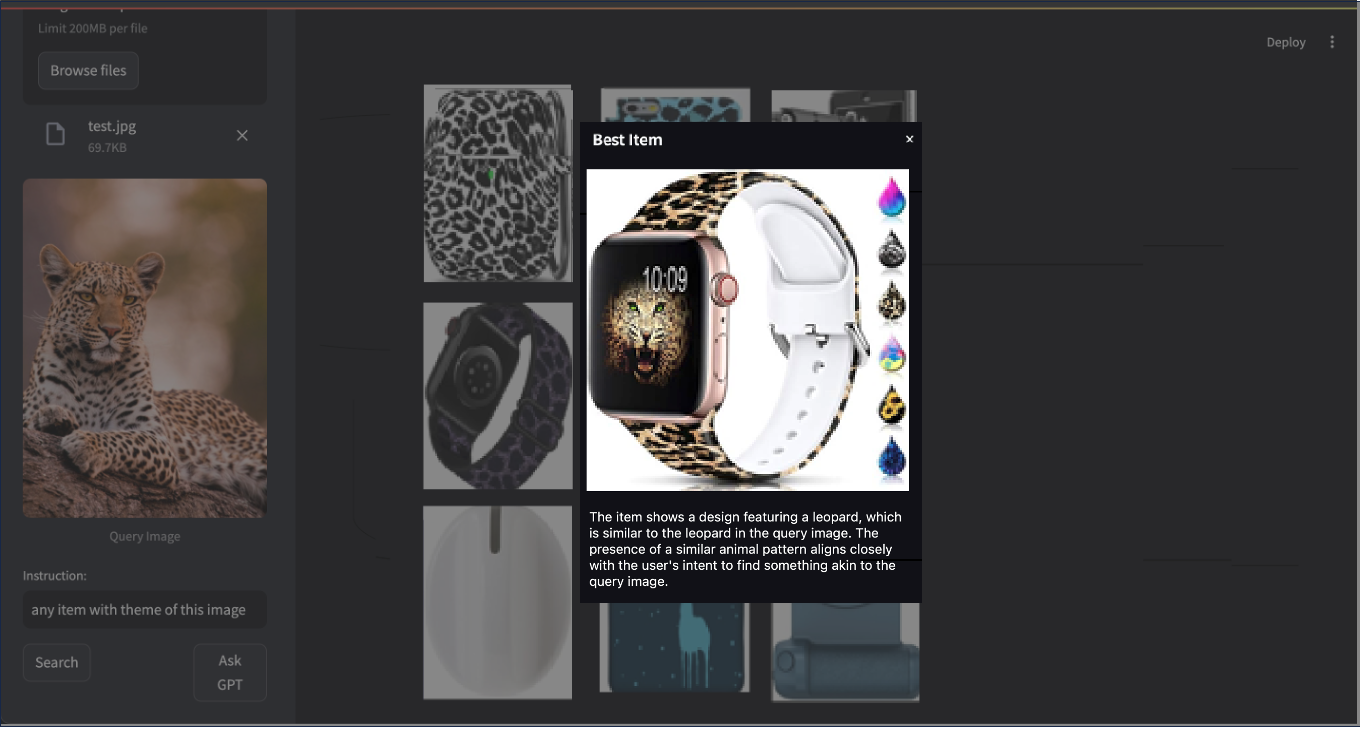 Limit 200MB per file
Browse files
test.jpg
69.7KB
Query Image
Instruction:
any item with theme of this image
Search
Ask
GPT
Deploy
Best Item
×
10:09
The item shows a design featuring a leopard, which
is similar to the leopard in the query image. The
presence of a similar animal pattern aligns closely
with the user's intent to find something akin to the
query image.